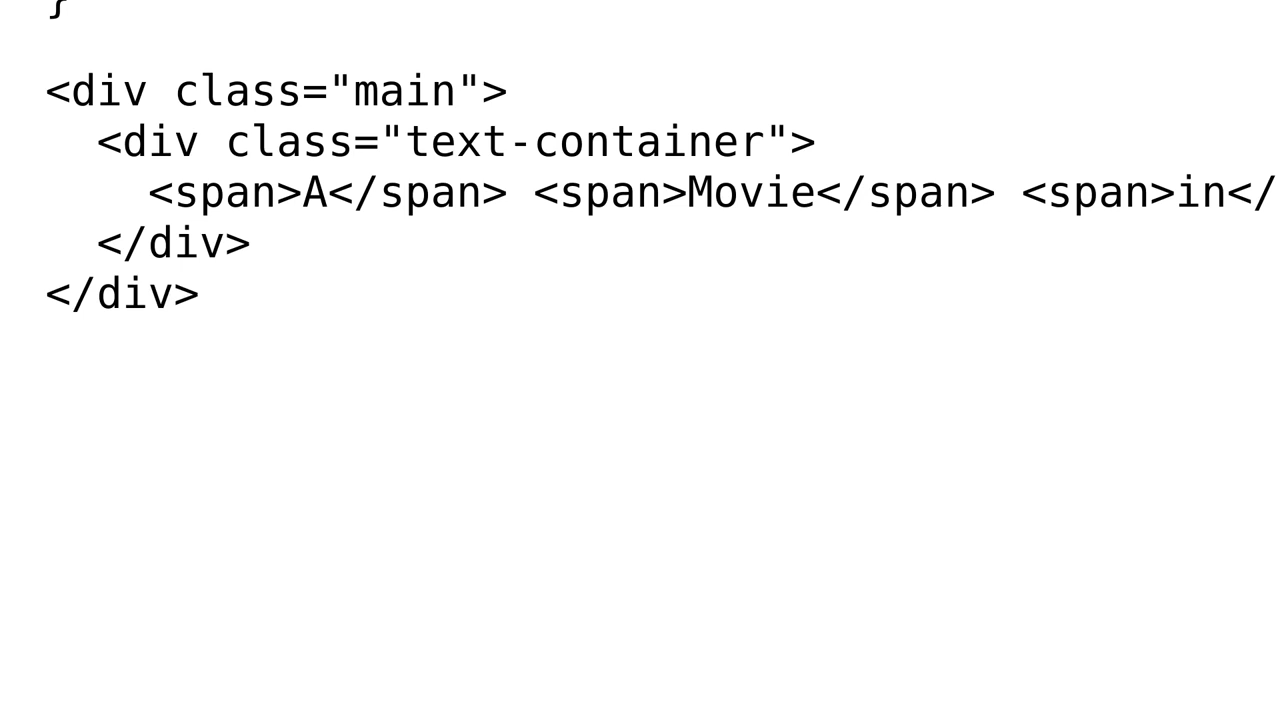 }
<div class="main">
  <div class="text-container">
    <span>A</span> <span>Movie</span> <span>in</
  </div>
</div>